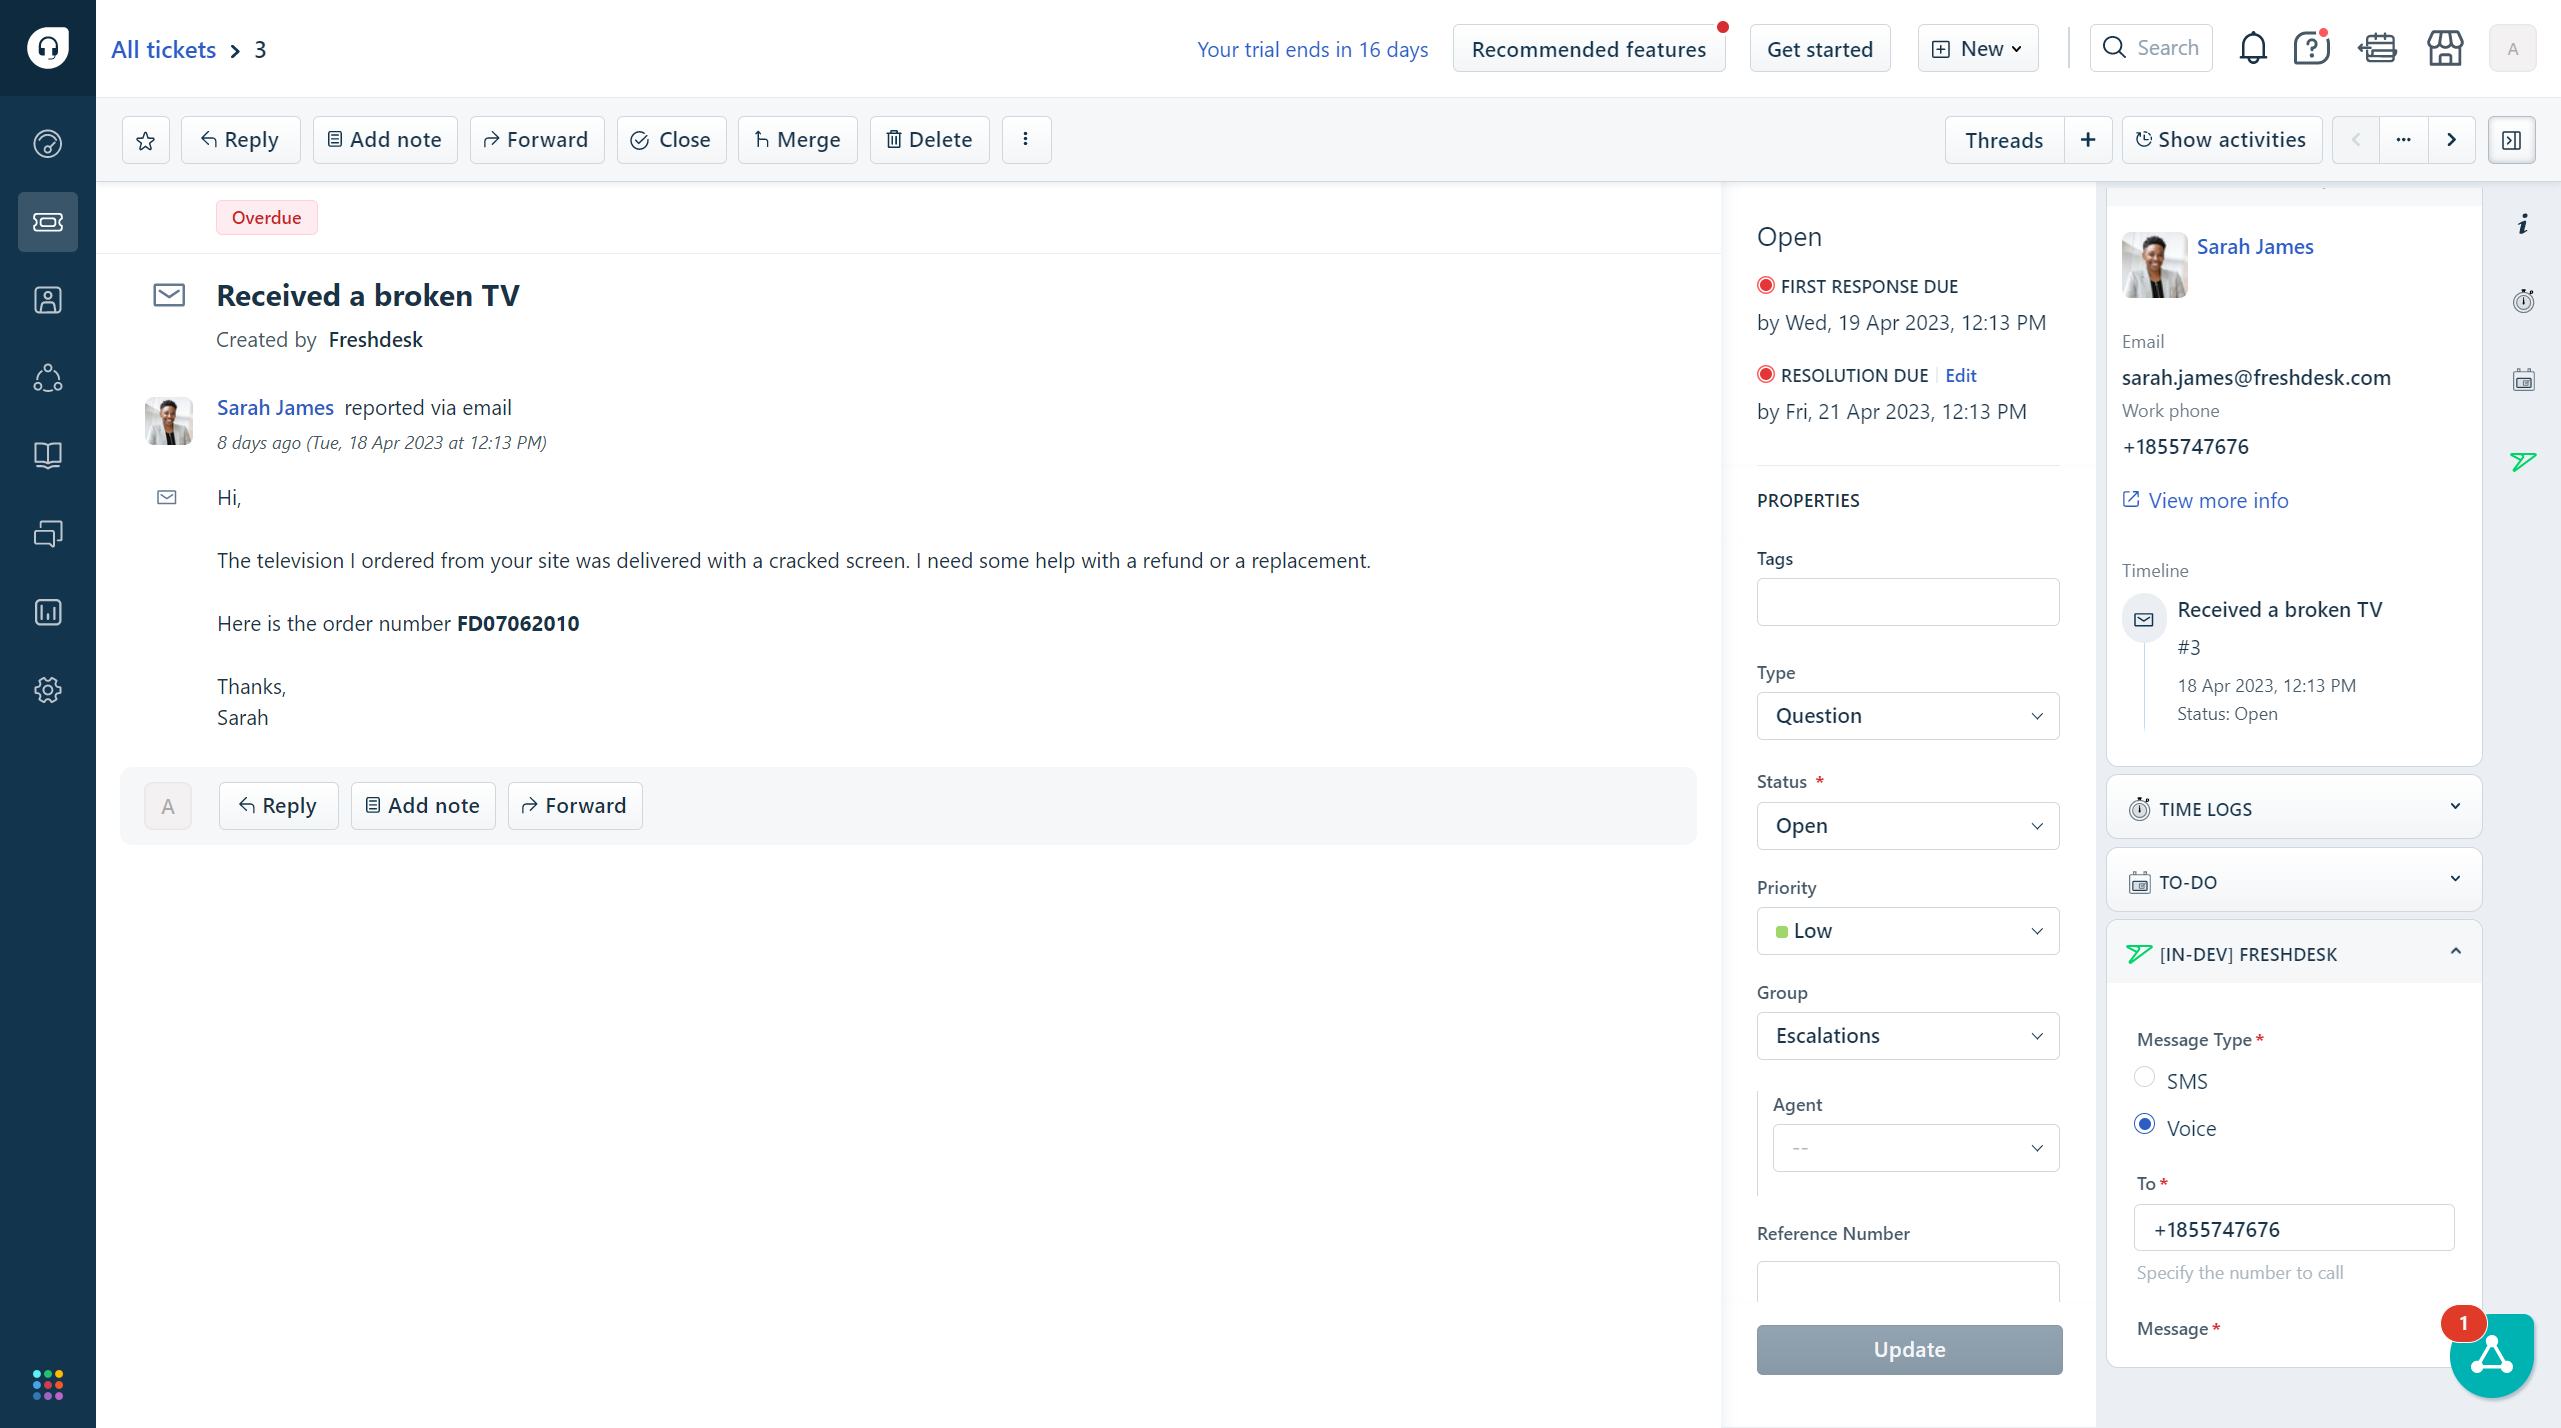 All tickets > 3
Your trial ends in 16 days
Recommended features
Get started
New
Search
A
Reply
Add note
Forward
Close
Merge
Delete
Threads
Show activities
Overdue
Received a broken TV
Created by Freshdesk
Sarah James reported via email
8 days ago (Tue, 18 Apr 2023 at 12:13 PM)
Hi,
The television I ordered from your site was delivered with a cracked screen. I need some help with a refund or a replacement.
Here is the order number FD07062010
Thanks,
Sarah
A
Reply
Add note
Forward
Open
FIRST RESPONSE DUE
by Wed, 19 Apr 2023, 12:13 PM
RESOLUTION DUE
Edit
by Fri, 21 Apr 2023, 12:13 PM
PROPERTIES
Tags
Type
Question
Status *
Open
Priority
Low
Group
Escalations
Agent
--
Reference Number
Update
Sarah James
Email
sarah.james@freshdesk.com
Work phone
+1855747676
View more info
Timeline
Received a broken TV
#3
18 Apr 2023, 12:13 PM
Status: Open
TIME LOGS
TO-DO
[IN-DEV] FRESHDESK
Message Type *
SMS
Voice
To *
+1855747676
Specify the number to call
Message *
1